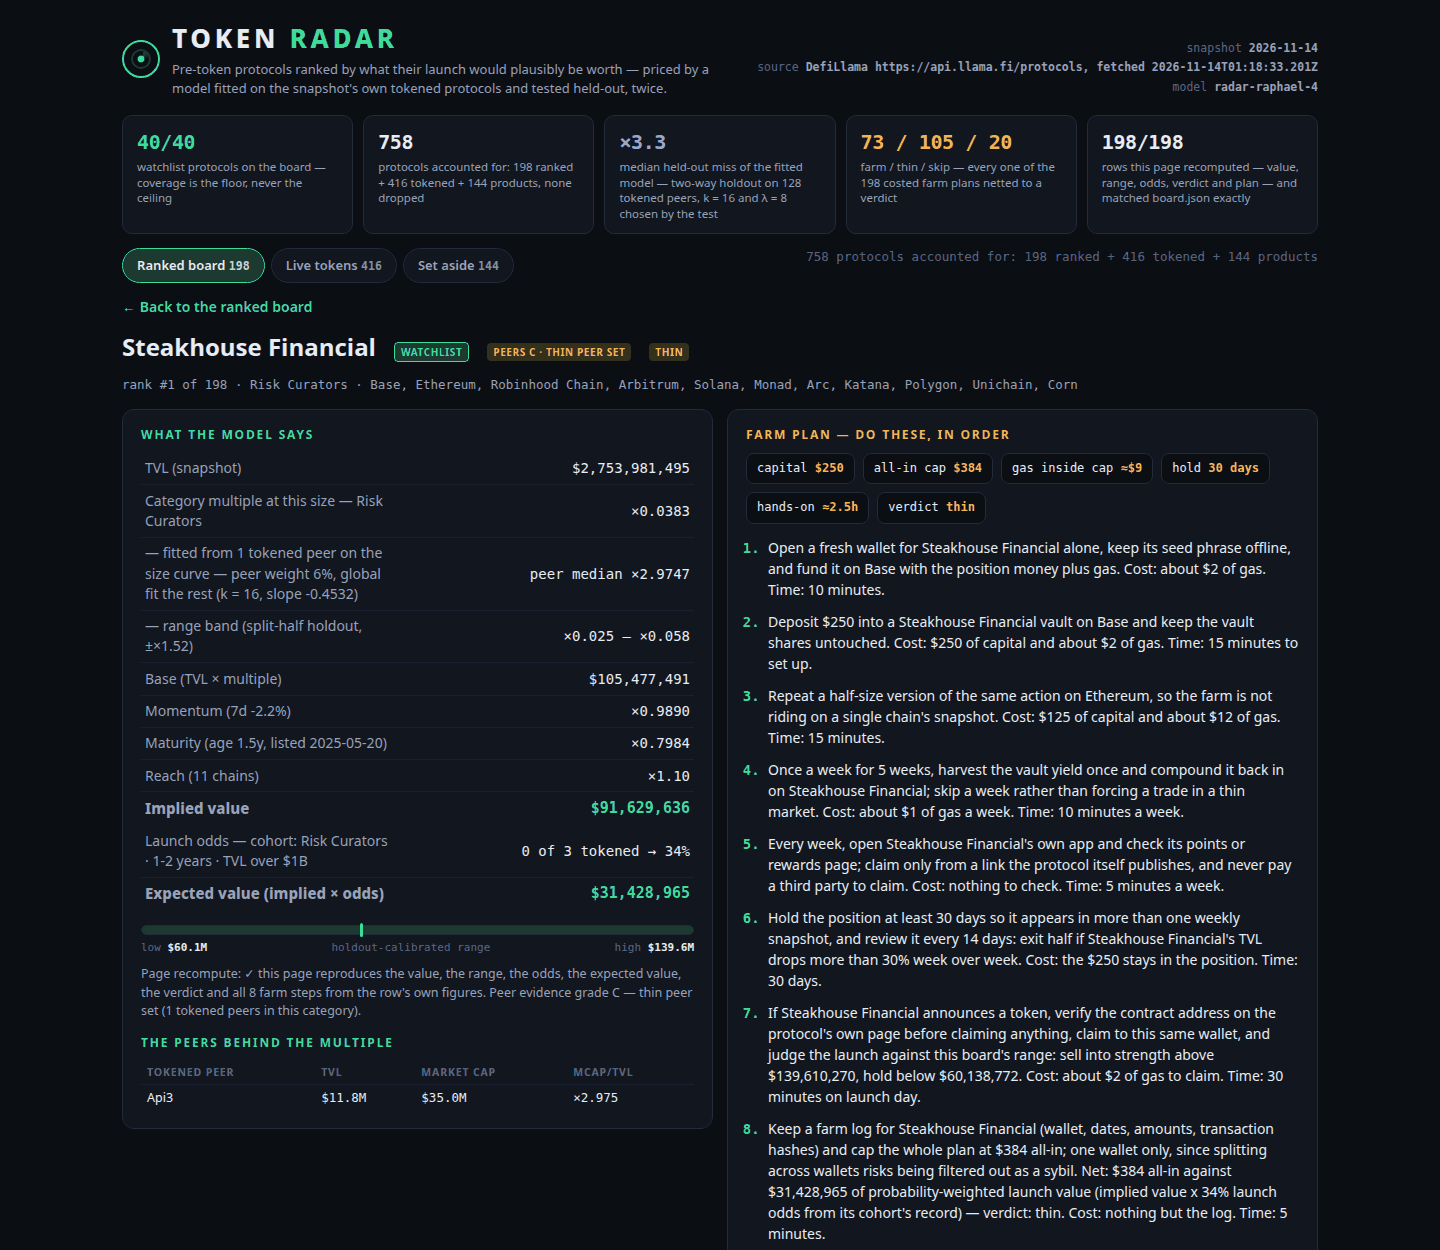 TOKEN RADAR
Pre-token protocols ranked by what their launch would plausibly be worth — priced by a
model fitted on the snapshot's own tokened protocols and tested held-out, twice.
snapshot 2026-11-14
source DefiLlama https://api.llama.fi/protocols, fetched 2026-11-14T01:18:33.201Z
model radar-raphael-4
40/40
watchlist protocols on the board —
coverage is the floor, never the
ceiling
758
protocols accounted for: 198 ranked
+ 416 tokened + 144 products, none
dropped
×3.3
median held-out miss of the fitted
model — two-way holdout on 128
tokened peers, k = 16 and λ = 8
chosen by the test
73 / 105 / 20
farm / thin / skip — every one of the
198 costed farm plans netted to a
verdict
198/198
rows this page recomputed — value,
range, odds, verdict and plan — and
matched board.json exactly
Ranked board 198
Live tokens 416
Set aside 144
758 protocols accounted for: 198 ranked + 416 tokened + 144 products
← Back to the ranked board
Steakhouse Financial WATCHLIST PEERS C · THIN PEER SET THIN
rank #1 of 198 · Risk Curators · Base, Ethereum, Robinhood Chain, Arbitrum, Solana, Monad, Arc, Katana, Polygon, Unichain, Corn
WHAT THE MODEL SAYS
TVL (snapshot) $2,753,981,495
Category multiple at this size — Risk
Curators ×0.0383
— fitted from 1 tokened peer on the
size curve — peer weight 6%, global
fit the rest (k = 16, slope -0.4532) peer median ×2.9747
— range band (split-half holdout,
±×1.52) ×0.025 — ×0.058
Base (TVL × multiple) $105,477,491
Momentum (7d -2.2%) ×0.9890
Maturity (age 1.5y, listed 2025-05-20) ×0.7984
Reach (11 chains) ×1.10
Implied value $91,629,636
Launch odds — cohort: Risk Curators
· 1-2 years · TVL over $1B 0 of 3 tokened → 34%
Expected value (implied × odds) $31,428,965
low $60.1M holdout-calibrated range high $139.6M
Page recompute: ✓ this page reproduces the value, the range, the odds, the expected value,
the verdict and all 8 farm steps from the row's own figures. Peer evidence grade C — thin peer
set (1 tokened peers in this category).
THE PEERS BEHIND THE MULTIPLE
TOKENED PEER TVL MARKET CAP MCAP/TVL
Api3 $11.8M $35.0M ×2.975
FARM PLAN — DO THESE, IN ORDER
capital $250
all-in cap $384
gas inside cap ≈$9
hold 30 days
hands-on ≈2.5h
verdict thin
1. Open a fresh wallet for Steakhouse Financial alone, keep its seed phrase offline,
and fund it on Base with the position money plus gas. Cost: about $2 of gas.
Time: 10 minutes.
2. Deposit $250 into a Steakhouse Financial vault on Base and keep the vault
shares untouched. Cost: $250 of capital and about $2 of gas. Time: 15 minutes to
set up.
3. Repeat a half-size version of the same action on Ethereum, so the farm is not
riding on a single chain's snapshot. Cost: $125 of capital and about $12 of gas.
Time: 15 minutes.
4. Once a week for 5 weeks, harvest the vault yield once and compound it back in
on Steakhouse Financial; skip a week rather than forcing a trade in a thin
market. Cost: about $1 of gas a week. Time: 10 minutes a week.
5. Every week, open Steakhouse Financial's own app and check its points or
rewards page; claim only from a link the protocol itself publishes, and never pay
a third party to claim. Cost: nothing to check. Time: 5 minutes a week.
6. Hold the position at least 30 days so it appears in more than one weekly
snapshot, and review it every 14 days: exit half if Steakhouse Financial's TVL
drops more than 30% week over week. Cost: the $250 stays in the position. Time:
30 days.
7. If Steakhouse Financial announces a token, verify the contract address on the
protocol's own page before claiming anything, claim to this same wallet, and
judge the launch against this board's range: sell into strength above
$139,610,270, hold below $60,138,772. Cost: about $2 of gas to claim. Time: 30
minutes on launch day.
8. Keep a farm log for Steakhouse Financial (wallet, dates, amounts, transaction
hashes) and cap the whole plan at $384 all-in; one wallet only, since splitting
across wallets risks being filtered out as a sybil. Net: $384 all-in against
$31,428,965 of probability-weighted launch value (implied value x 34% launch
odds from its cohort's record) — verdict: thin. Cost: nothing but the log. Time: 5
minutes.